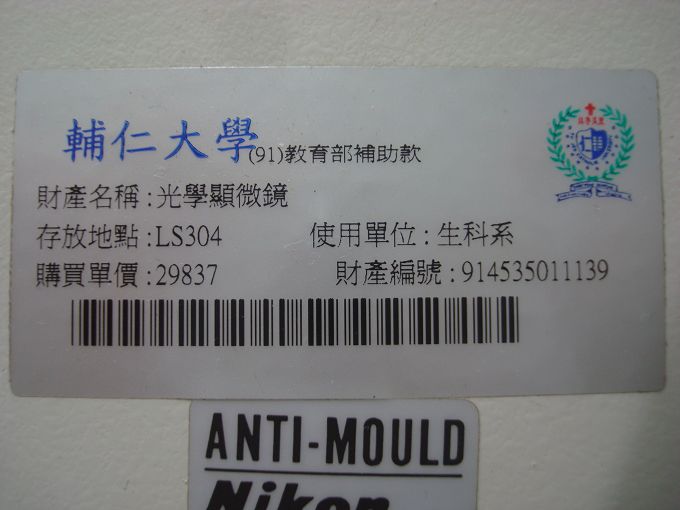 輔仁大學(91)教育部補助款
財產名稱:光學顯微鏡
存放地點:LS304 使用單位:生科系
購買單價:29837 財產編號:914535011139
ANTI-MOULD
Nikon